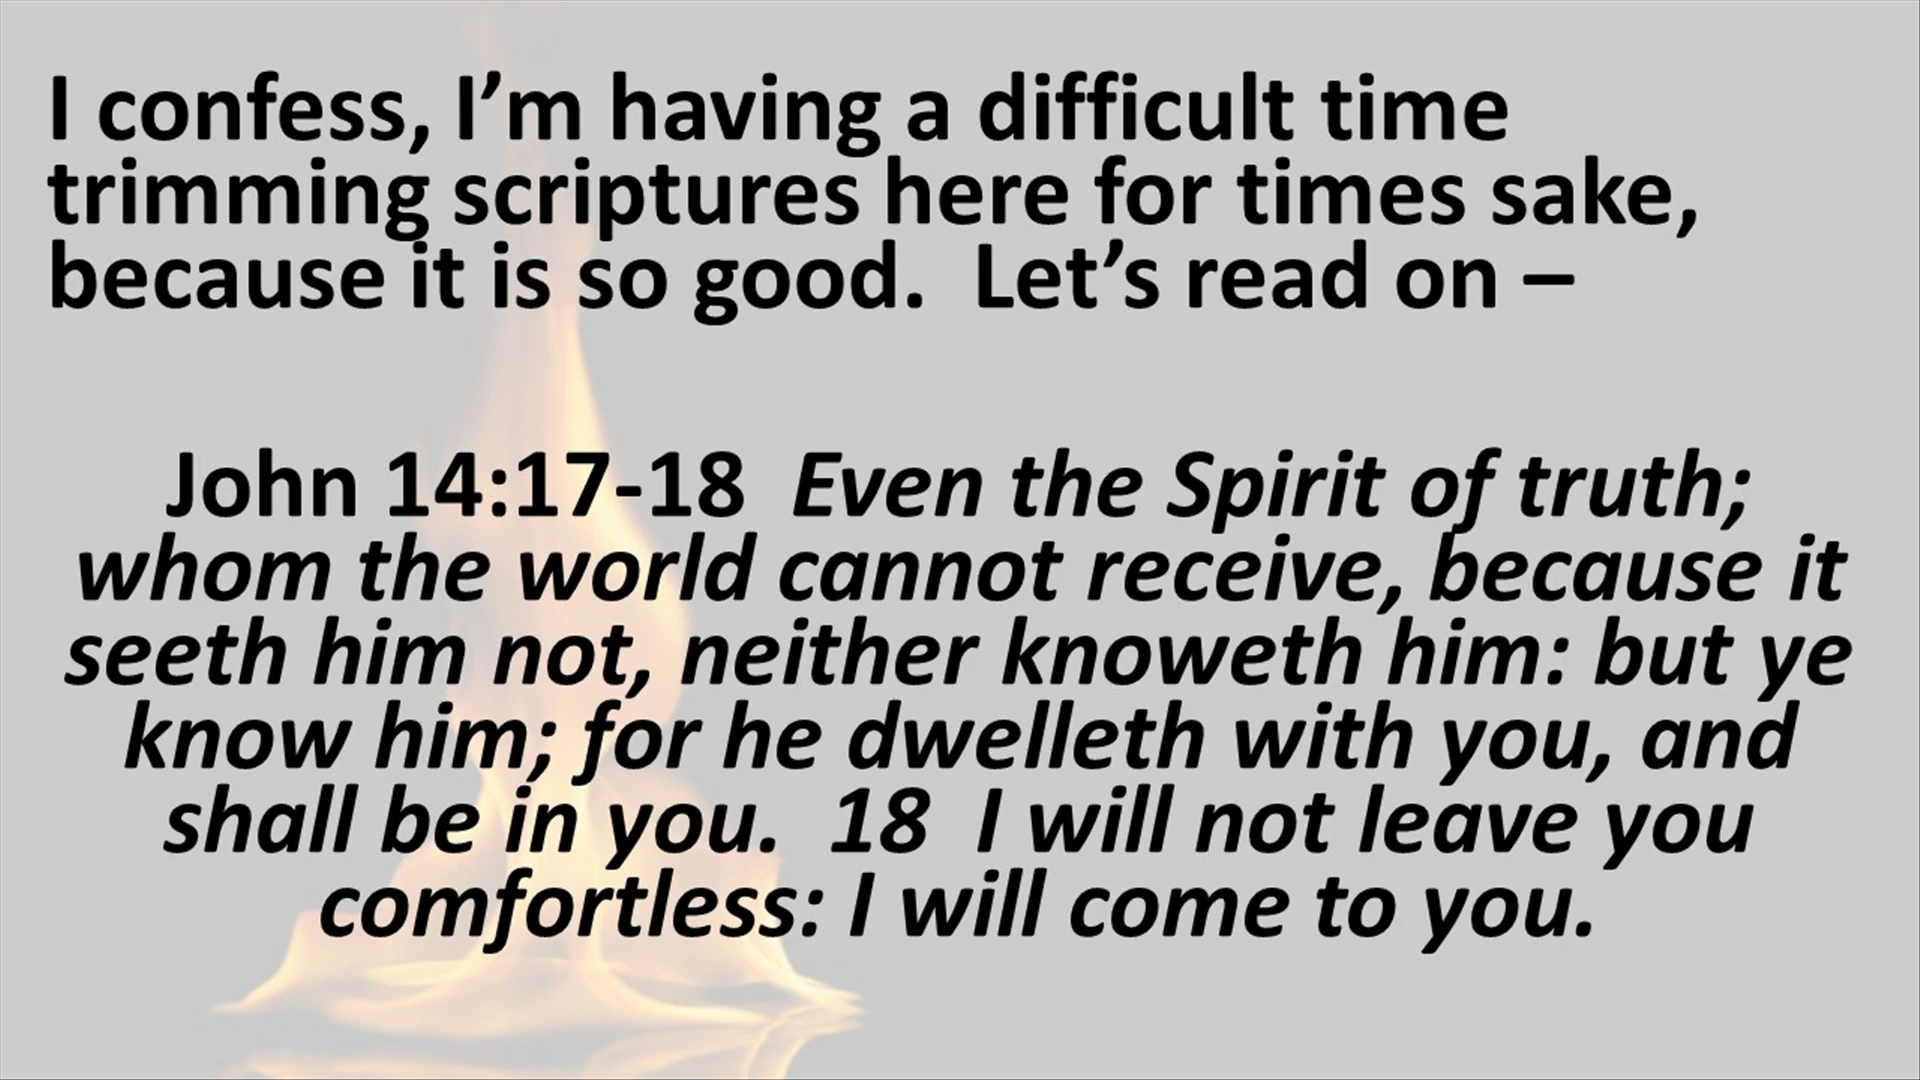 I confess, I’m having a difficult time
trimming scriptures here for times sake,
because it is so good.  Let’s read on –
John 14:17-18  Even the Spirit of truth;
whom the world cannot receive, because it
seeth him not, neither knoweth him: but ye
know him; for he dwelleth with you, and
shall be in you.  18  I will not leave you
comfortless: I will come to you.